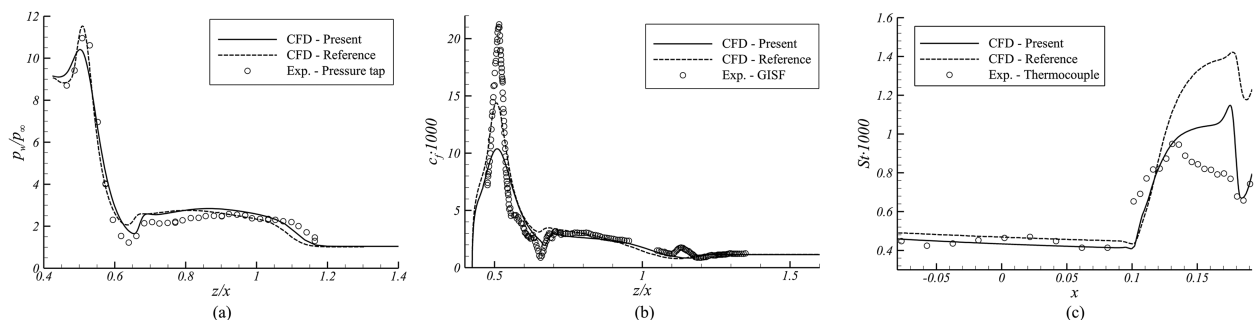 12
10
8
6
4
2
0
p_w/p_∞
0.4
0.6
0.8
1
1.2
1.4
z/x
CFD - Present
CFD - Reference
Exp. - Pressure tap
(a)
20
15
10
5
0
c_f·1000
0.5
1
1.5
z/x
CFD - Present
CFD - Reference
Exp. - GISF
(b)
1.6
1.4
1.2
1
0.8
0.6
0.4
St·1000
-0.05
0
0.05
0.1
0.15
x
CFD - Present
CFD - Reference
Exp. - Thermocouple
(c)